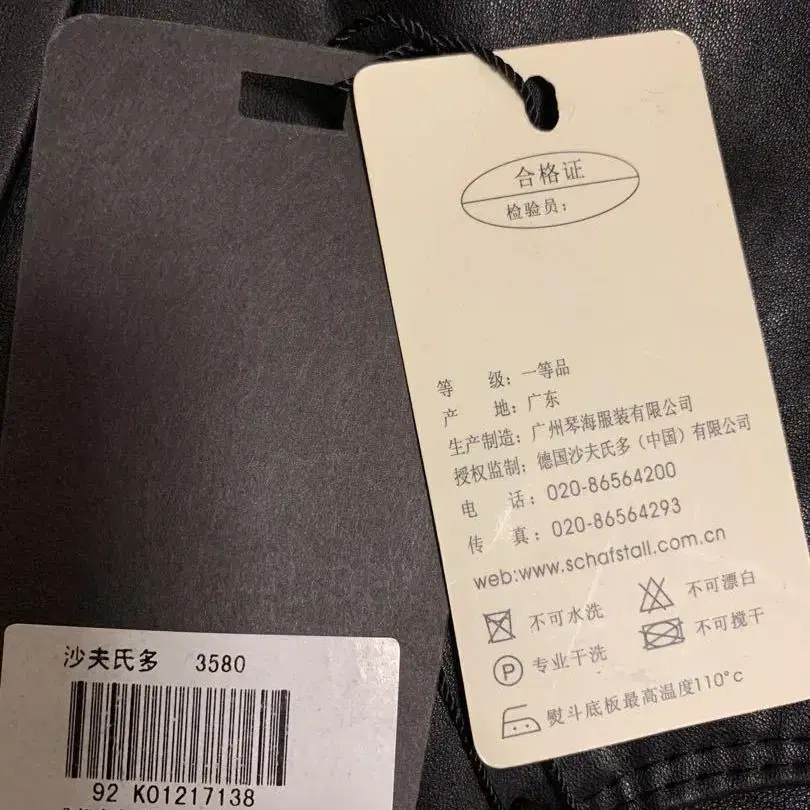 合格证
检验员：
等 级：一等品
产 地：广东
生产制造：广州琴海服装有限公司
授权监制：德国沙夫氏多（中国）有限公司
电 话：020-86564200
传 真：020-86564293
web:www.schafstall.com.cn
不可水洗 不可漂白
P 专业干洗 不可搅干
熨斗底板最高温度110°c
沙夫氏多 3580
92 K01217138